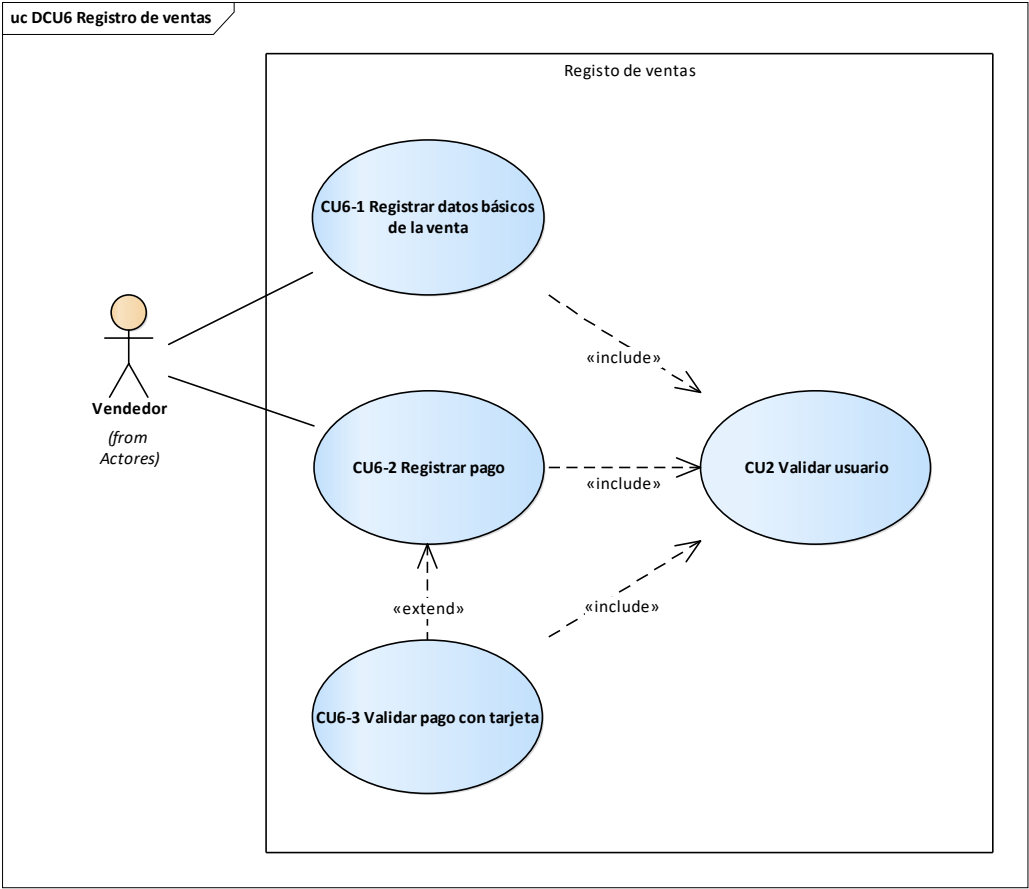 uc DCU6 Registro de ventas
Registo de ventas
CU6-1 Registrar datos básicos
de la venta
«include»
Vendedor
(from
Actores)
CU6-2 Registrar pago
«include»
CU2 Validar usuario
«extend»
«include»
CU6-3 Validar pago con tarjeta